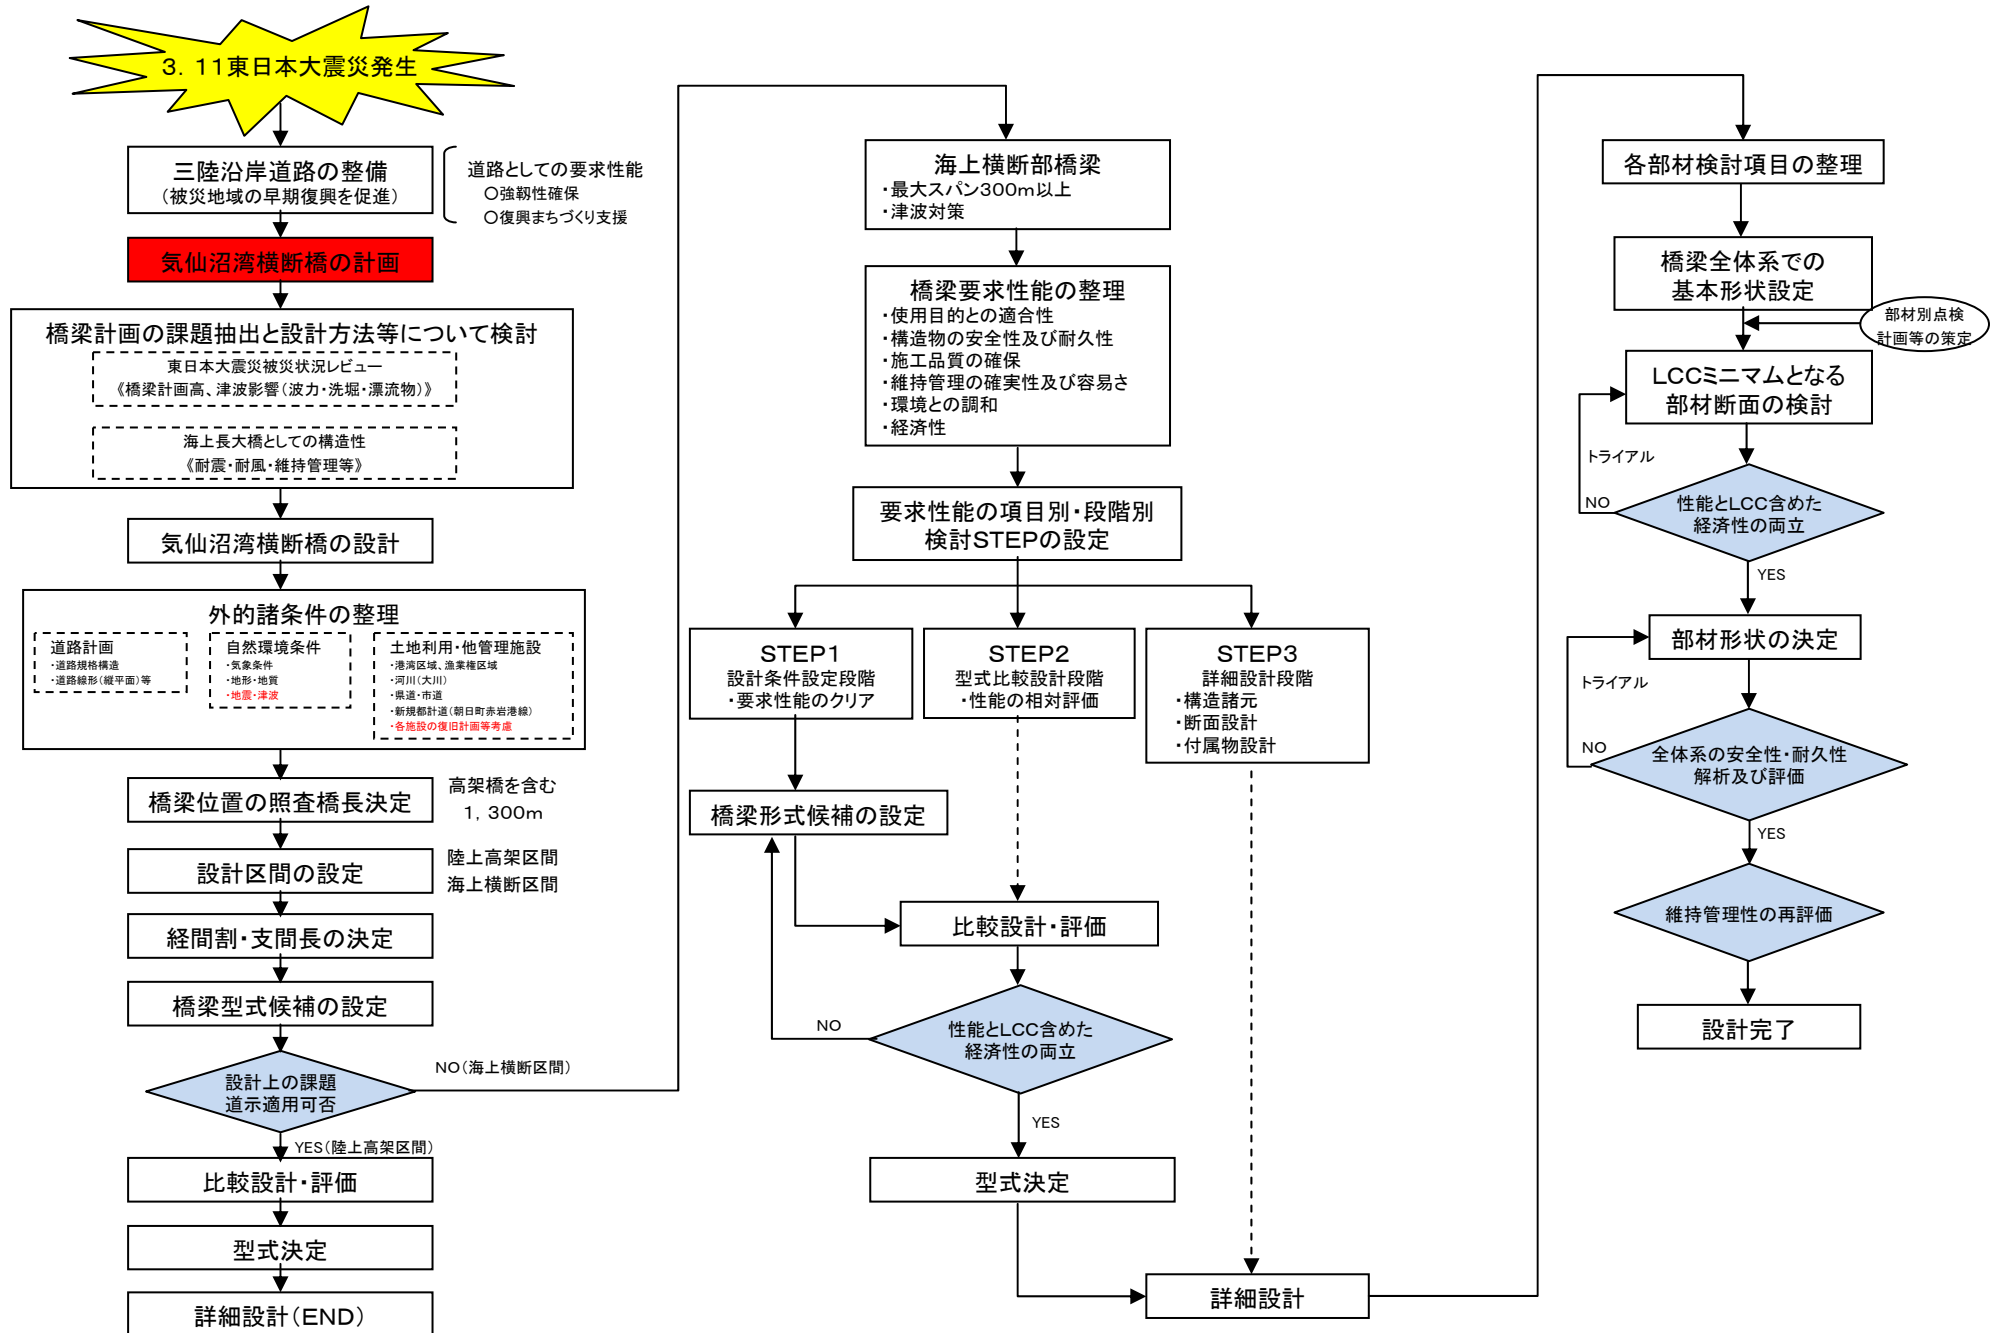 3．11東日本大震災発生
三陸沿岸道路の整備
（被災地域の早期復興を促進）
道路としての要求性能
○強靱性確保
○復興まちづくり支援
気仙沼湾横断橋の計画
橋梁計画の課題抽出と設計方法等について検討
東日本大震災被災状況レビュー
《橋梁計画高、津波影響（波力・洗堀・漂流物）》
海上長大橋としての構造性
《耐震・耐風・維持管理等》
気仙沼湾横断橋の設計
外的諸条件の整理
道路計画
・道路規格構造
・道路線形（縦平面）等
自然環境条件
・気象条件
・地形・地質
・地震・津波
土地利用・他管理施設
・港湾区域、漁業権区域
・河川（大川）
・県道・市道
・新規都計道（朝日町赤岩港線）
・各施設の復旧計画等考慮
橋梁位置の照査橋長決定
高架橋を含む
1，300m
設計区間の設定
陸上高架区間
海上横断区間
経間割・支間長の決定
橋梁型式候補の設定
設計上の課題
道示適用可否
NO（海上横断区間）
YES（陸上高架区間）
比較設計・評価
型式決定
詳細設計（END）
海上横断部橋梁
・最大スパン300m以上
・津波対策
橋梁要求性能の整理
・使用目的との適合性
・構造物の安全性及び耐久性
・施工品質の確保
・維持管理の確実性及び容易さ
・環境との調和
・経済性
要求性能の項目別・段階別
検討STEPの設定
STEP1
設計条件設定段階
・要求性能のクリア
STEP2
型式比較設計段階
・性能の相対評価
STEP3
詳細設計段階
・構造諸元
・断面設計
・付属物設計
橋梁形式候補の設定
比較設計・評価
性能とLCC含めた
経済性の両立
NO
YES
型式決定
詳細設計
各部材検討項目の整理
橋梁全体系での
基本形状設定
部材別点検
計画等の策定
LCCミニマムとなる
部材断面の検討
トライアル
NO
性能とLCC含めた
経済性の両立
YES
部材形状の決定
トライアル
NO
全体系の安全性・耐久性
解析及び評価
YES
維持管理性の再評価
設計完了